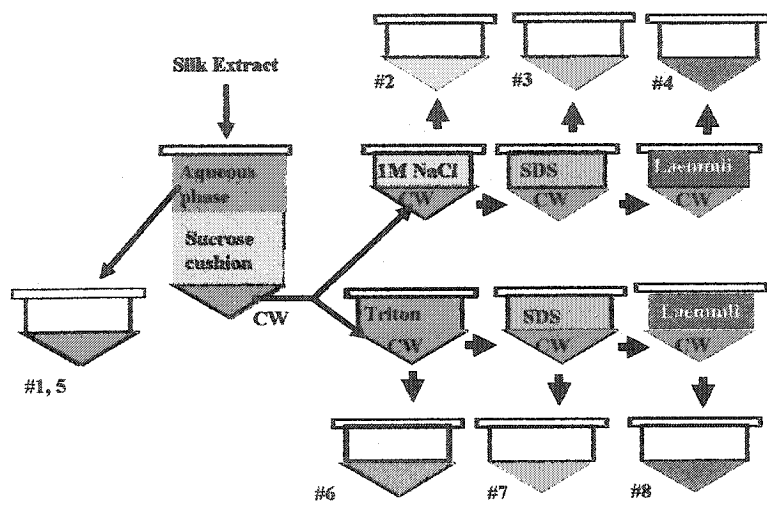 Silk Extract
#2
#3
#4
Aqueous
phase
1M NaCl
CW
SDS
CW
Laemmli
CW
Sucrose
cushion
CW
Triton
CW
SDS
CW
Laemmli
CW
#1, 5
#6
#7
#8